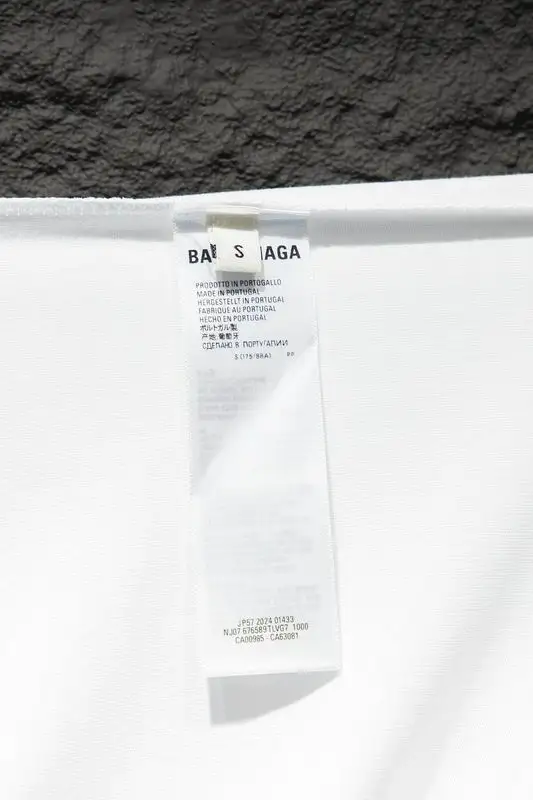 BA AGA
S
PRODOTTO IN PORTOGALLO
MADE IN PORTUGAL
HERGESTELLT IN PORTUGAL
FABRIQUE AU PORTUGAL
HECHO EN PORTUGAL
ポルトガル製
产地:葡萄牙
СДЕЛАНО В ПОРТУГАЛИИ
S (175/88A) PP
JP57 2024 01433
NJ07 676589TLVG7 1000
CA00985 - CA63081